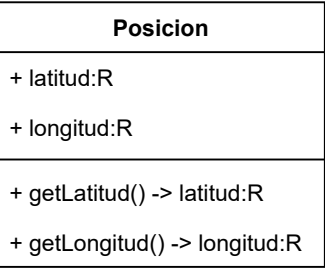 Posicion
+ latitud:R
+ longitud:R
+ getLatitud() -> latitud:R
+ getLongitud() -> longitud:R